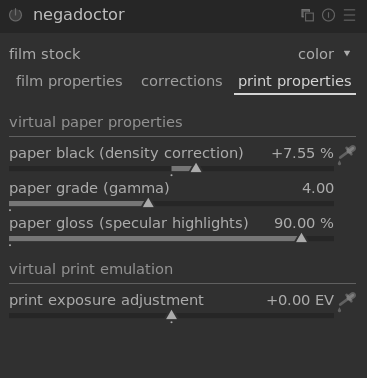 negadoctor
film stock color
film properties corrections print properties
virtual paper properties
paper black (density correction) +7.55 %
paper grade (gamma) 4.00
paper gloss (specular highlights) 90.00 %
virtual print emulation
print exposure adjustment +0.00 EV